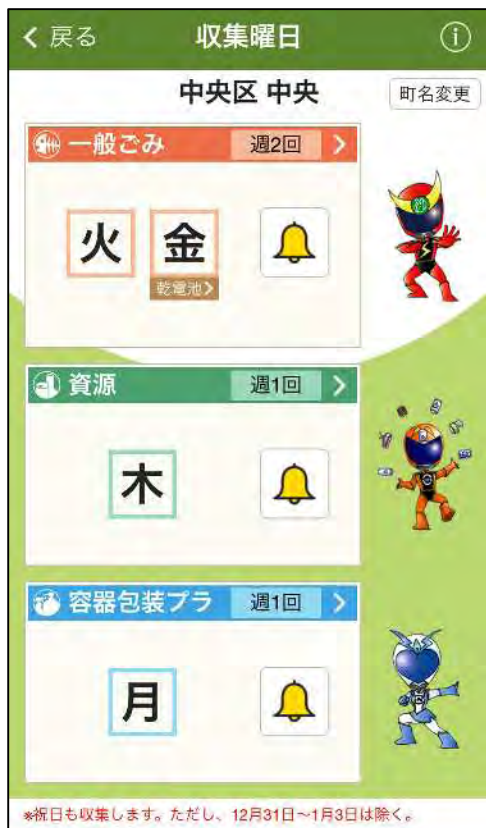 戻る 収集曜日
中央区 中央 町名変更
一般ごみ 週2回
火 金
乾電池
資源 週1回
木
容器包装プラ 週1回
月
*祝日も収集します。ただし、12月31日~1月3日は除く。